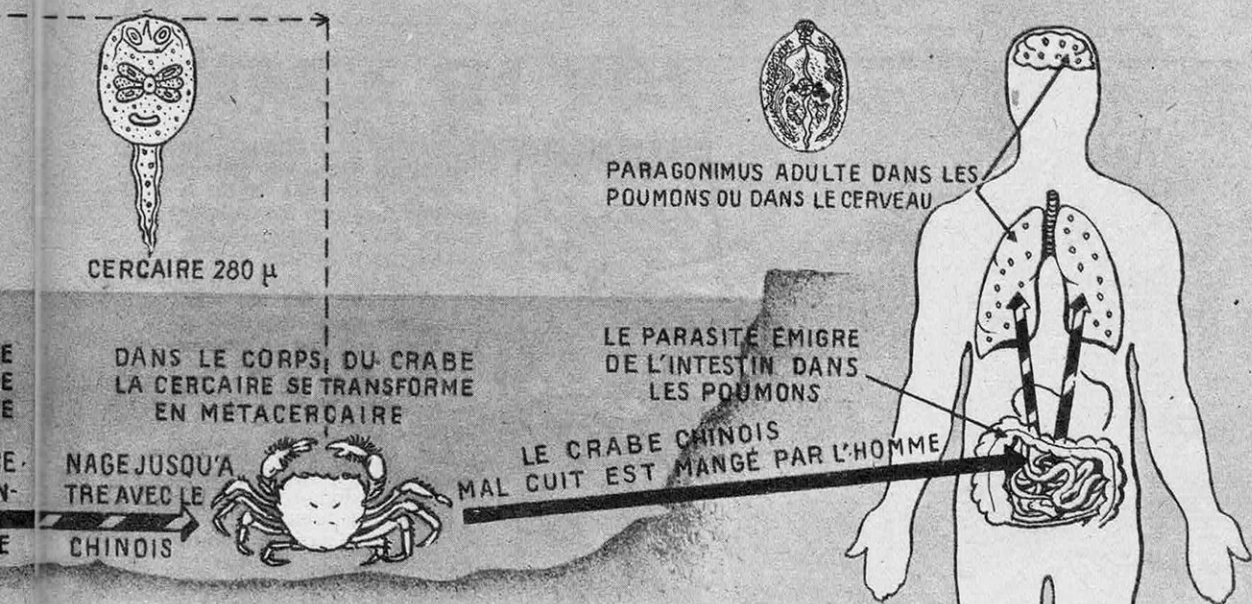 CERCAIRE 280 µ
PARAGONIMUS ADULTE DANS LES
POUMONS OU DANS LE CERVEAU
DANS LE CORPS DU CRABE
LA CERCAIRE SE TRANSFORME
EN MÉTACERCAIRE
LE PARASITE ÉMIGRE
DE L'INTESTIN DANS
LES POUMONS
NAGE JUSQU'A
TRE AVEC LE
CHINOIS
LE CRABE CHINOIS
MAL CUIT EST MANGÉ PAR L'HOMME